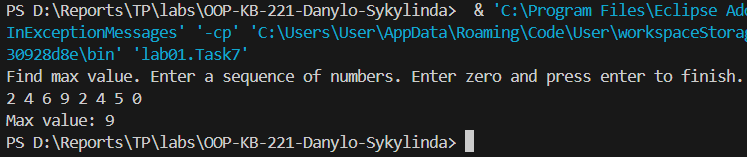 PS D:\Reports\TP\labs\OOP-KB-221-Danylo-Sykylinda>  & 'C:\Program Files\Eclipse Ado
InExceptionMessages' '-cp' 'C:\Users\User\AppData\Roaming\Code\User\workspaceStorag
30928d8e\bin' 'lab01.Task7'
Find max value. Enter a sequence of numbers. Enter zero and press enter to finish.
2 4 6 9 2 4 5 0
Max value: 9
PS D:\Reports\TP\labs\OOP-KB-221-Danylo-Sykylinda>